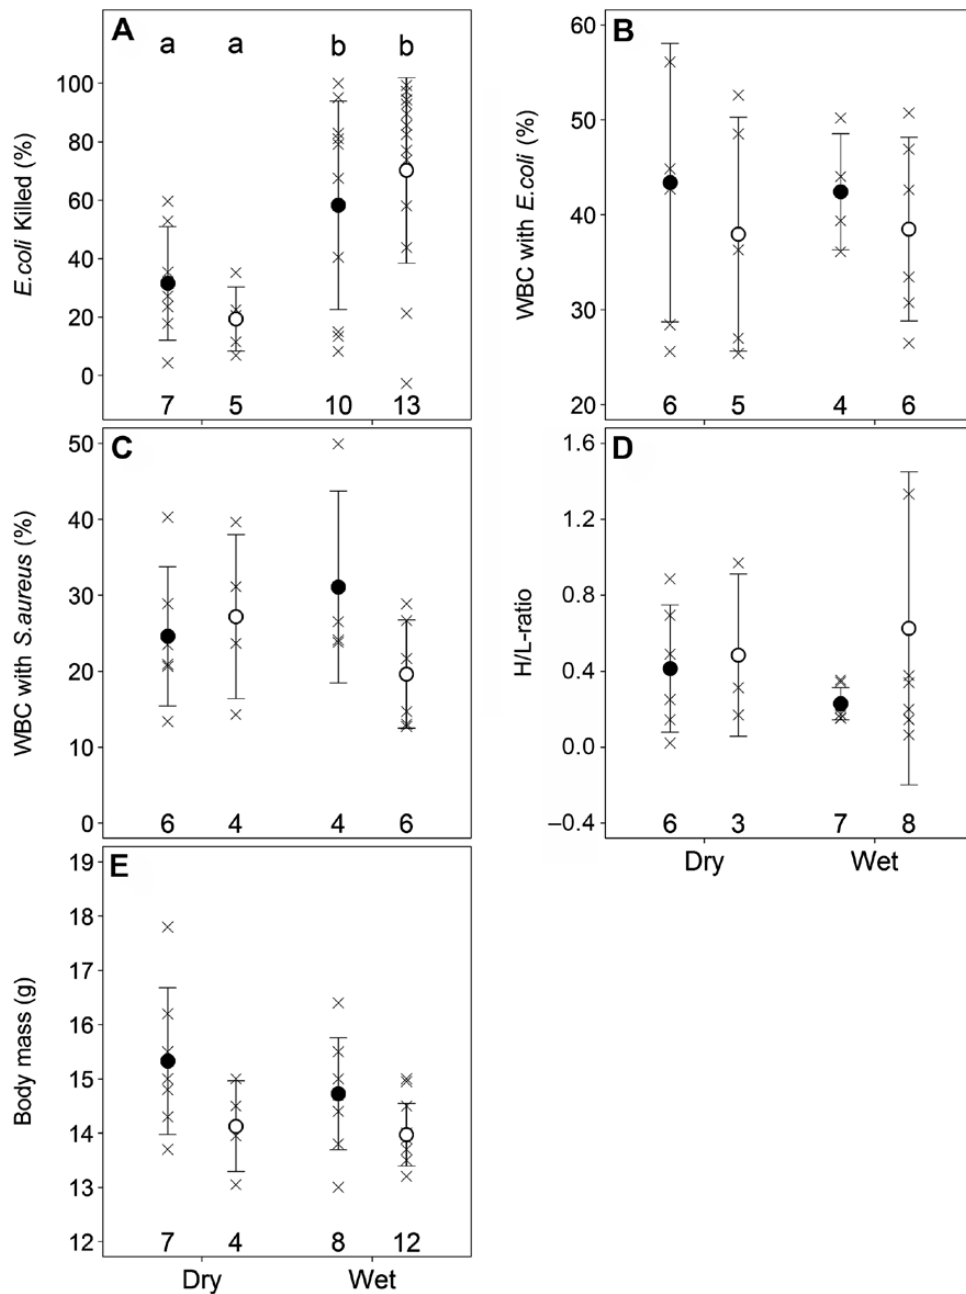 A
a a b b
E.coli Killed (%)
100
80
60
40
20
0
7 5 10 13
B
WBC with E.coli (%)
60
50
40
30
20
6 5 4 6
C
WBC with S.aureus (%)
50
40
30
20
10
0
6 4 4 6
D
H/L-ratio
1.6
1.2
0.8
0.4
0.0
–0.4
6 3 7 8
Dry Wet
E
Body mass (g)
19
18
17
16
15
14
13
12
7 4 8 12
Dry Wet